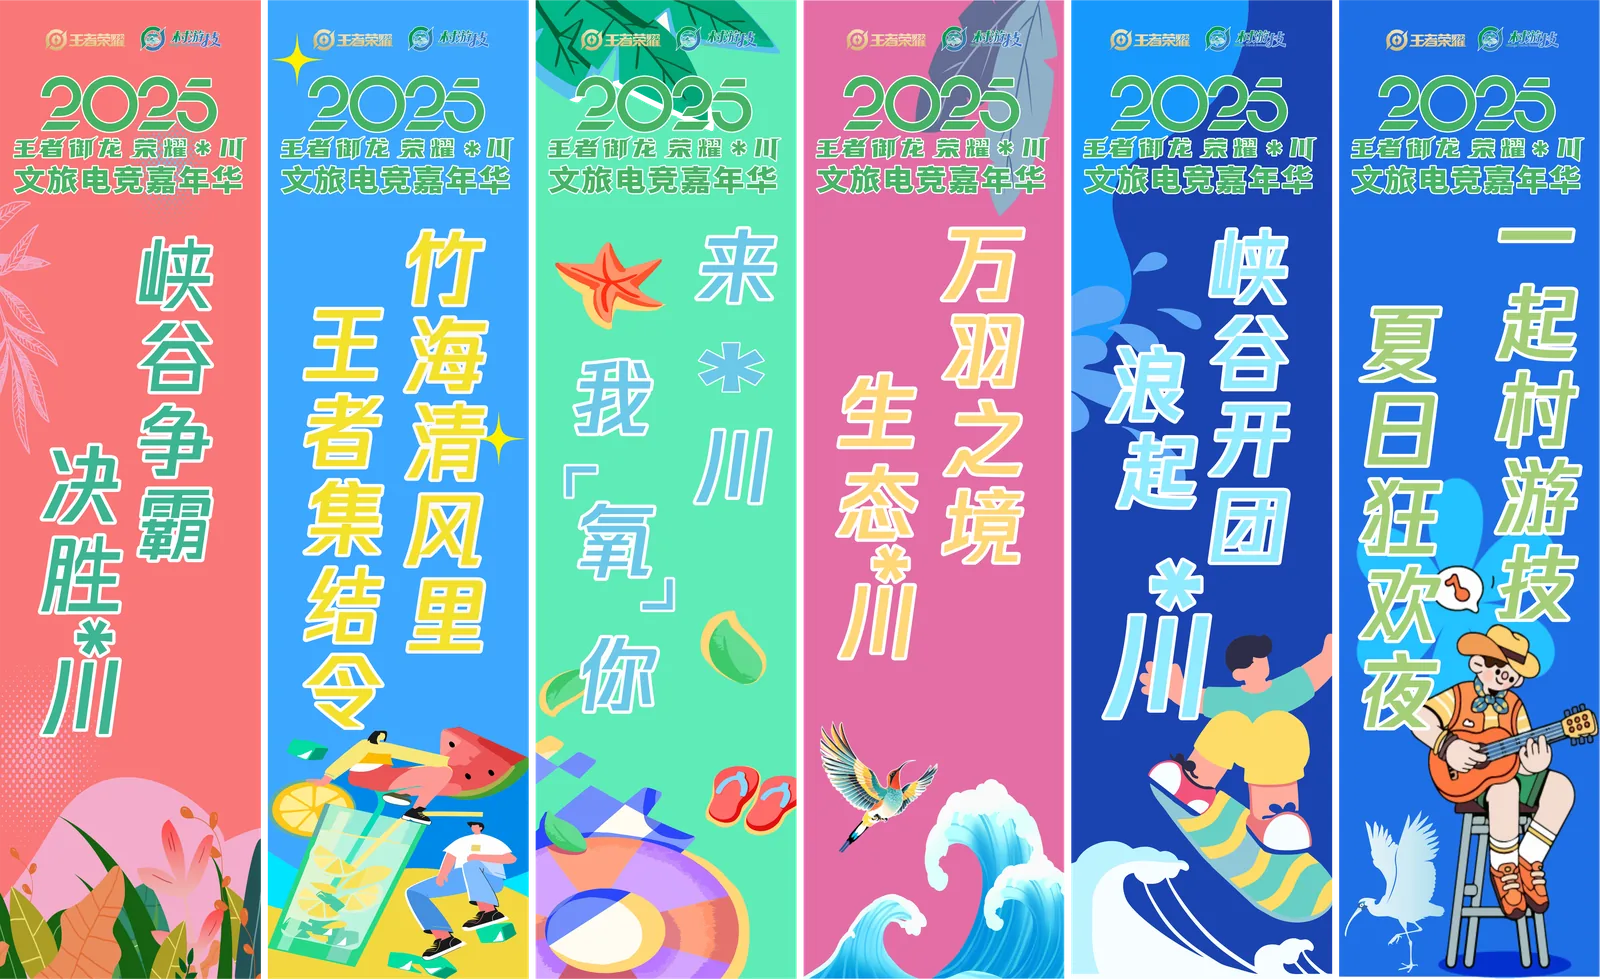 王者荣耀 村游技
2025
王者御龙 荣耀*川
文旅电竞嘉年华
峡谷争霸
决胜*川
王者荣耀 村游技
2025
王者御龙 荣耀*川
文旅电竞嘉年华
竹海清风里
王者集结令
王者荣耀 村游技
2025
王者御龙 荣耀*川
文旅电竞嘉年华
来*川
我「氧」你
王者荣耀 村游技
2025
王者御龙 荣耀*川
文旅电竞嘉年华
万羽之境
生态*川
王者荣耀 村游技
2025
王者御龙 荣耀*川
文旅电竞嘉年华
峡谷开团
浪起*川
王者荣耀 村游技
2025
王者御龙 荣耀*川
文旅电竞嘉年华
一起村游技
夏日狂欢夜